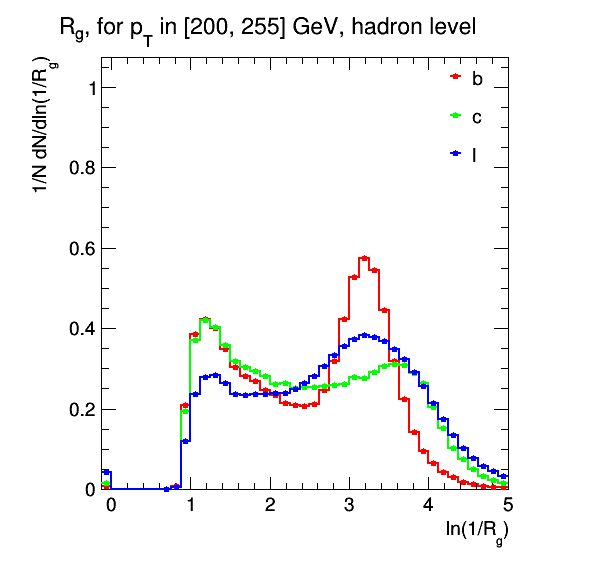 R_g, for p_T in [200, 255] GeV, hadron level
1/N dN/dln(1/R_g)
b
c
l
1
0.8
0.6
0.4
0.2
0
0 1 2 3 4 5
ln(1/R_g)